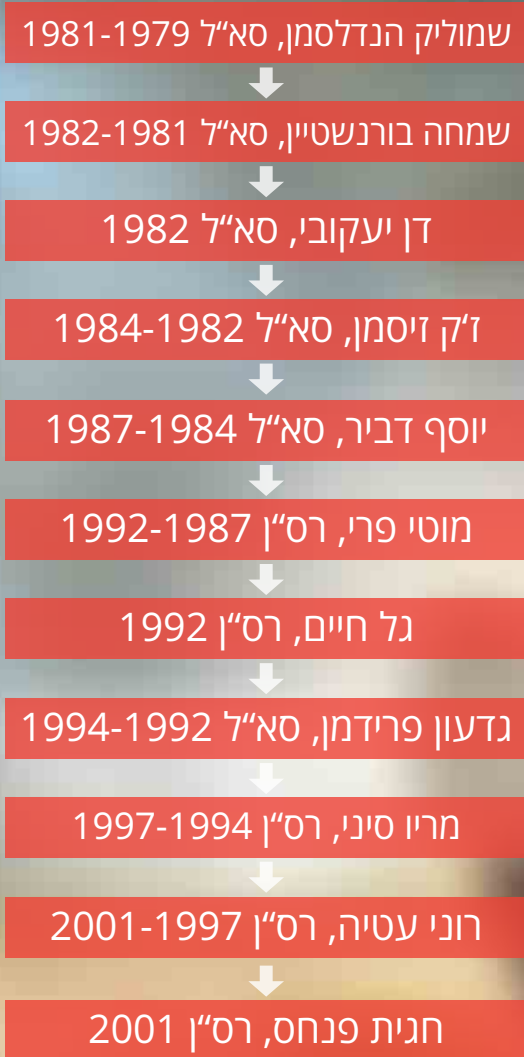 שמוליק הנדלסמן, סא“ל 1981-1979
שמחה בורנשטיין, סא“ל 1982-1981
דן יעקובי, סא“ל 1982
ז‘ק זיסמן, סא“ל 1984-1982
יוסף דביר, סא“ל 1987-1984
מוטי פרי, רס“ן 1992-1987
גל חיים, רס“ן 1992
גדעון פרידמן, סא“ל 1994-1992
מריו סיני, רס“ן 1997-1994
רוני עטיה, רס“ן 2001-1997
חגית פנחס, רס“ן 2001